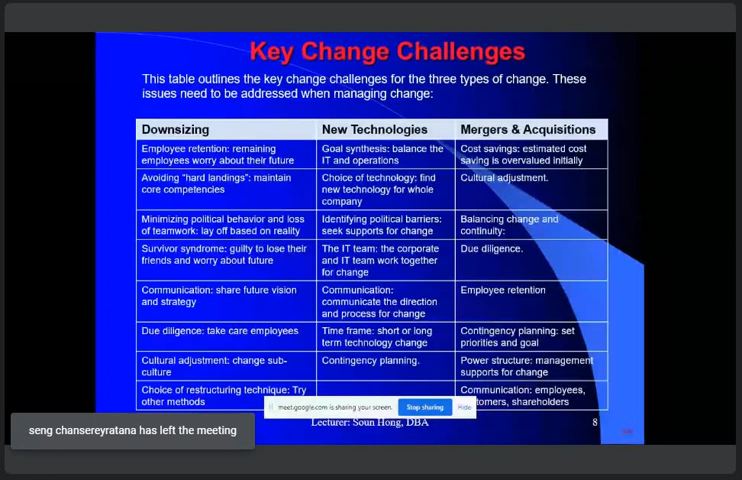 Key Change Challenges
This table outlines the key change challenges for the three types of change. These
issues need to be addressed when managing change:
Downsizing
New Technologies
Mergers & Acquisitions
Employee retention: remaining
employees worry about their future
Goal synthesis: balance the
IT and operations
Cost savings: estimated cost
saving is overvalued initially
Avoiding "hard landings": maintain
core competencies
Choice of technology: find
new technology for whole
company
Cultural adjustment.
Minimizing political behavior and loss
of teamwork: lay off based on reality
Identifying political barriers:
seek supports for change
Balancing change and
continuity:
Survivor syndrome: guilty to lose their
friends and worry about future
The IT team: the corporate
and IT team work together
for change
Due diligence.
Communication: share future vision
and strategy
Communication:
communicate the direction
and process for change
Employee retention
Due diligence: take care employees
Time frame: short or long
term technology change
Contingency planning: set
priorities and goal
Cultural adjustment: change sub-
culture
Contingency planning.
Power structure: management
supports for change
Choice of restructuring technique: Try
other methods
Communication: employees,
shareholders
meet.google.com is sharing your screen.
Stop sharing
Hide
seng chansereyratana has left the meeting
Lecturer: Soun Hong, DBA
8